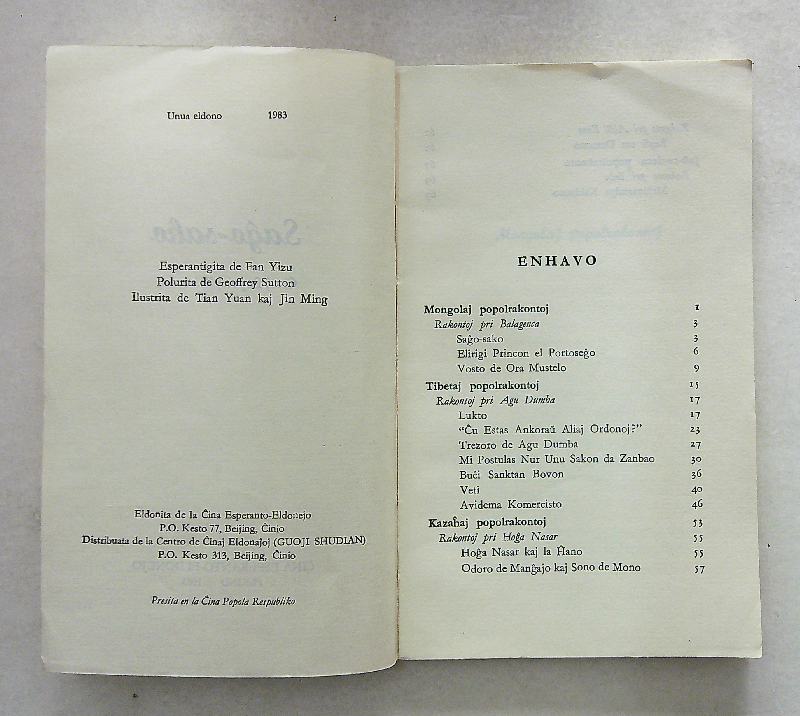 Unua eldono 1983
Esperantigita de Fan Yizu
Polurita de Geoffrey Sutton
Ilustrita de Tian Yuan kaj Jin Ming
Eldonita de la Ĉina Esperanto-Eldonejo
P.O. Kesto 77, Beijing, Ĉinio
Distribuata de la Centro de Ĉinaj Eldonaĵoj (GUOJI SHUDIAN)
P.O. Kesto 313, Beijing, Ĉinio
Presita en la Ĉina Popola Respubliko
ENHAVO
Mongolaj popolrakontoj 1
Rakontoj pri Balagenca 3
Saĝo-sako 3
Elirigi Princon el Portoseĝo 6
Vosto de Ora Mustelo 9
Tibetaj popolrakontoj 15
Rakontoj pri Agu Dumba 17
Lukto 17
"Ĉu Estas Ankoraŭ Aliaj Ordonoj?" 23
Trezoro de Agu Dumba 27
Mi Postulas Nur Unu Sakon da Zanbao 30
Buĉi Sanktan Bovon 36
Veti 40
Avidema Komercisto 46
Kazaĥaj popolrakontoj 53
Rakontoj pri Hoĝa Nasar 55
Hoĝa Nasar kaj la Ĥano 55
Odoro de Manĝaĵo kaj Sono de Mono 57